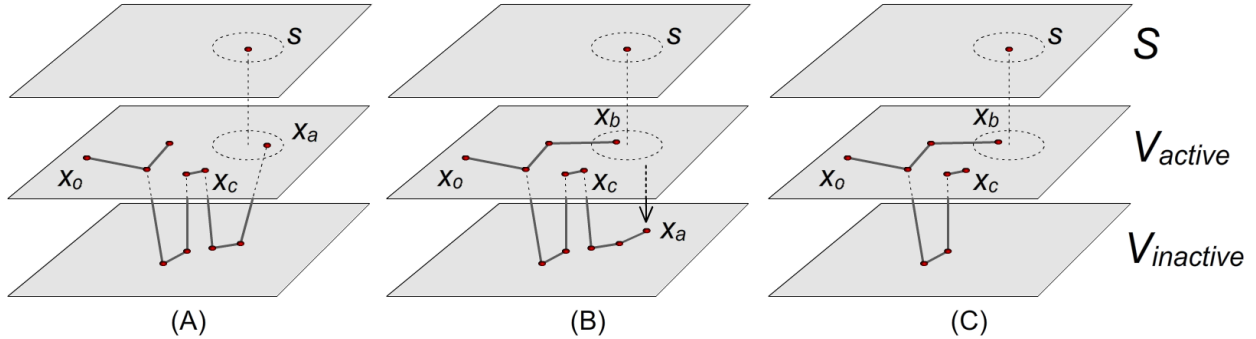 s
s
s
S
x_a
x_b
x_b
V_active
x_o
x_c
x_o
x_c
x_o
x_c
x_a
V_inactive
(A)
(B)
(C)